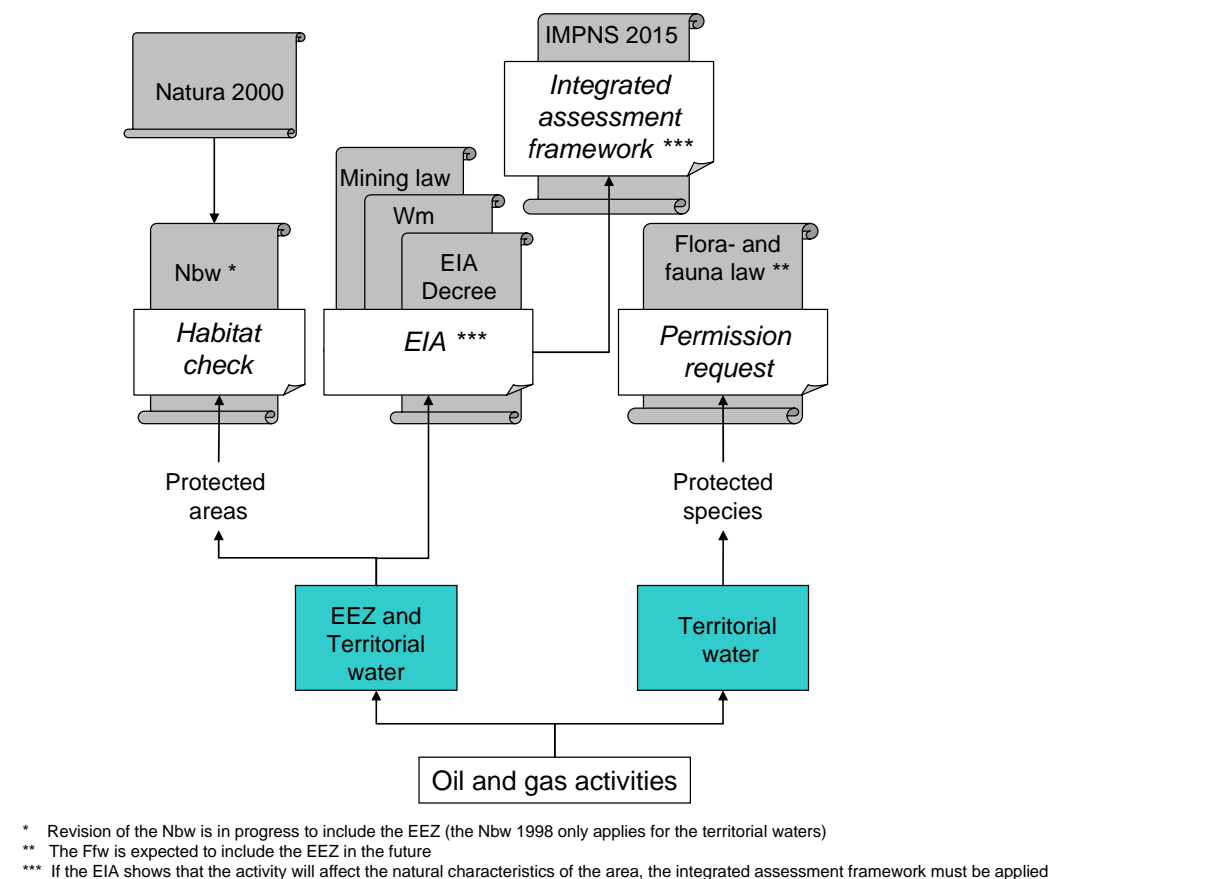 IMPNS 2015
Integrated
assessment
framework ***
Natura 2000
Mining law
Wm
EIA
Decree
Nbw *
Flora- and
fauna law **
Habitat
check
EIA ***
Permission
request
Protected
areas
Protected
species
EEZ and
Territorial
water
Territorial
water
Oil and gas activities
* Revision of the Nbw is in progress to include the EEZ (the Nbw 1998 only applies for the territorial waters)
** The Ffw is expected to include the EEZ in the future
*** If the EIA shows that the activity will affect the natural characteristics of the area, the integrated assessment framework must be applied